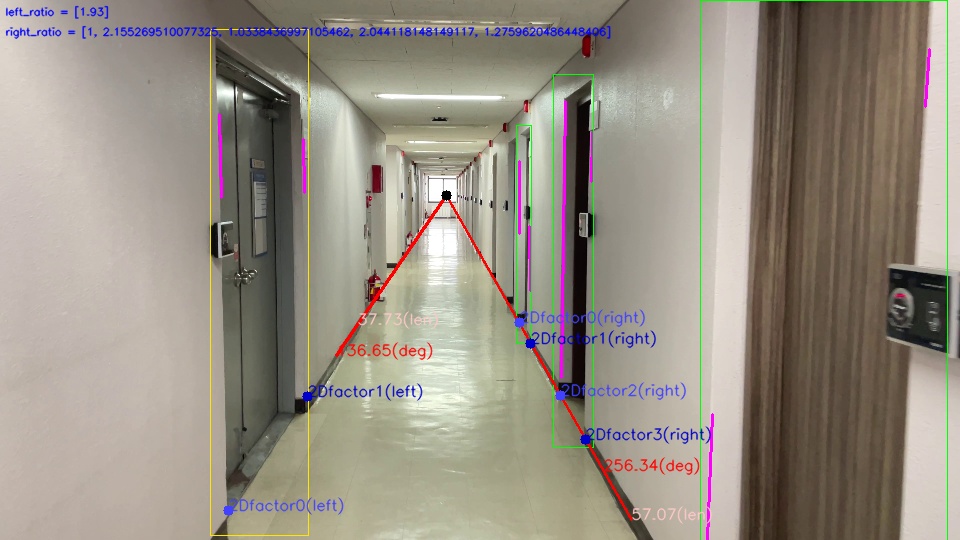 left_ratio = [1.93]
right_ratio = [1, 2.155269510077325, 1.0338436997105462, 2.044118148149117, 1.2759620486448406]
2Dfactor0(right)
37.73(len)
2Dfactor1(right)
36.65(deg)
2Dfactor1(left)
2Dfactor2(right)
2Dfactor3(right)
256.34(deg)
2Dfactor0(left)
57.07(len)